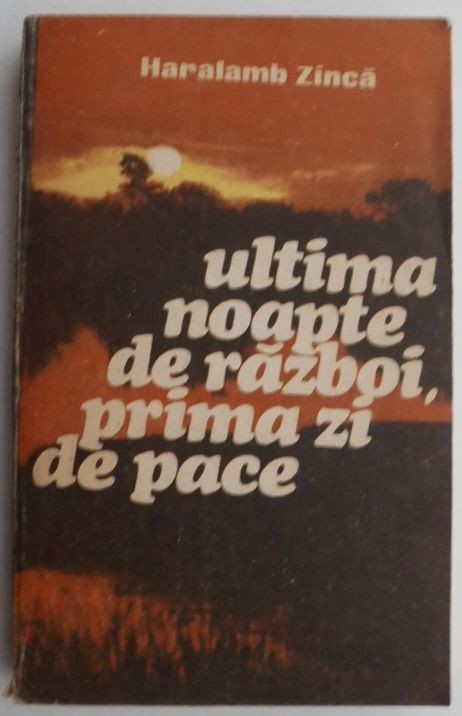 Haralamb Zincă
ultima
noapte
de război,
prima zi
de pace